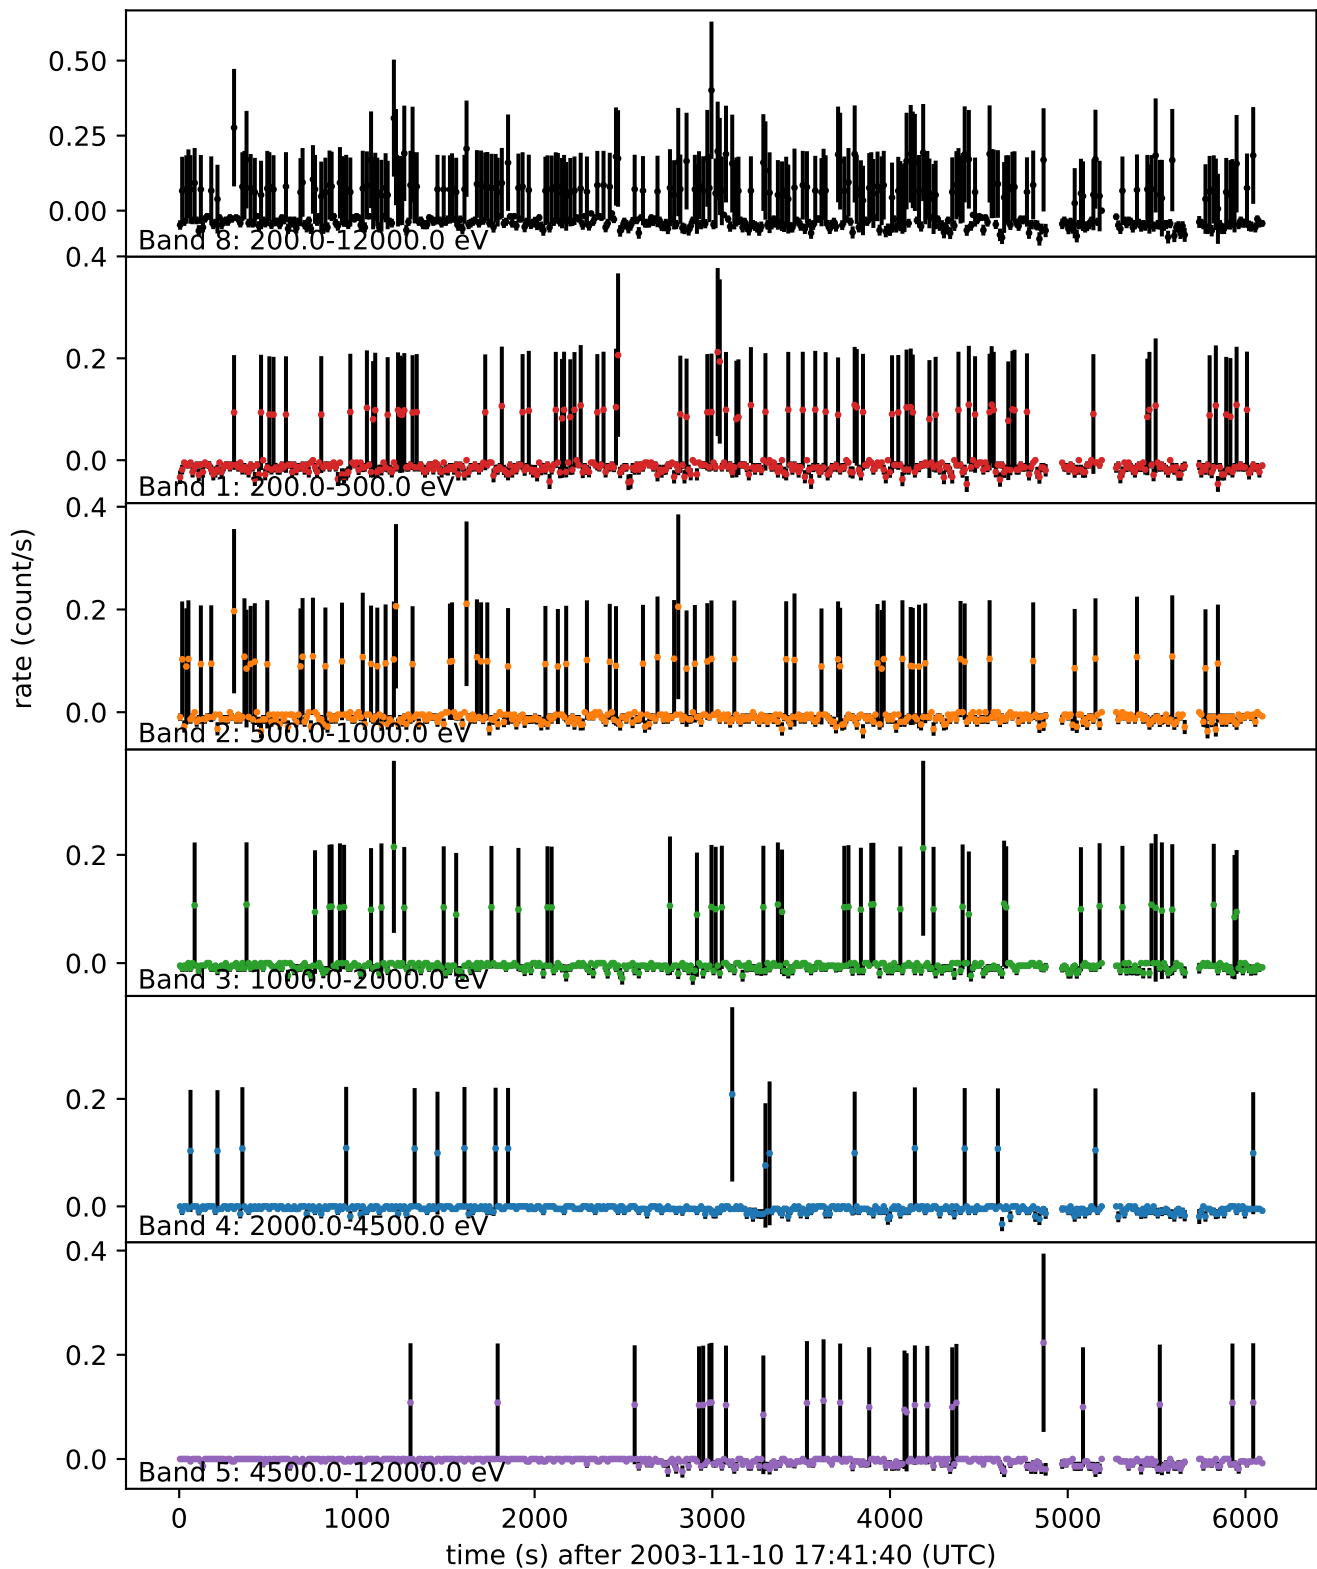 0.50
0.25
0.00
Band 8: 200.0-12000.0 eV
0.4
0.2
0.0
Band 1: 200.0-500.0 eV
0.4
0.2
0.0
Band 2: 500.0-1000.0 eV
rate (count/s)
0.2
0.0
Band 3: 1000.0-2000.0 eV
0.2
0.0
Band 4: 2000.0-4500.0 eV
0.4
0.2
0.0
Band 5: 4500.0-12000.0 eV
0 1000 2000 3000 4000 5000 6000
time (s) after 2003-11-10 17:41:40 (UTC)